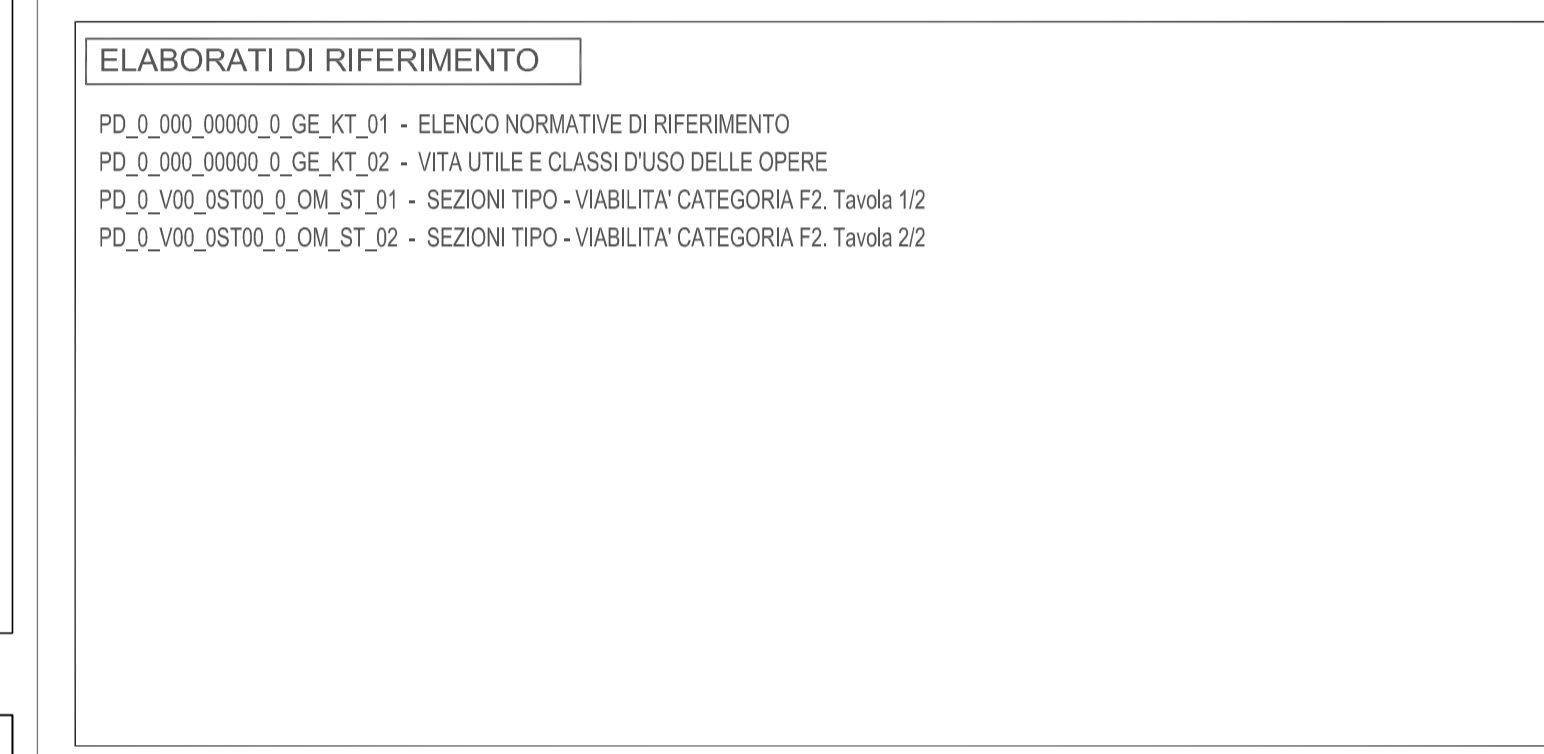 ELABORATI DI RIFERIMENTO
PD_0_000_00000_0_GE_KT_01 - ELENCO NORMATIVE DI RIFERIMENTO
PD_0_000_00000_0_GE_KT_02 - VITA UTILE E CLASSI D'USO DELLE OPERE
PD_0_V00_0ST00_0_OM_ST_01 - SEZIONI TIPO - VIABILITA' CATEGORIA F2. Tavola 1/2
PD_0_V00_0ST00_0_OM_ST_02 - SEZIONI TIPO - VIABILITA' CATEGORIA F2. Tavola 2/2